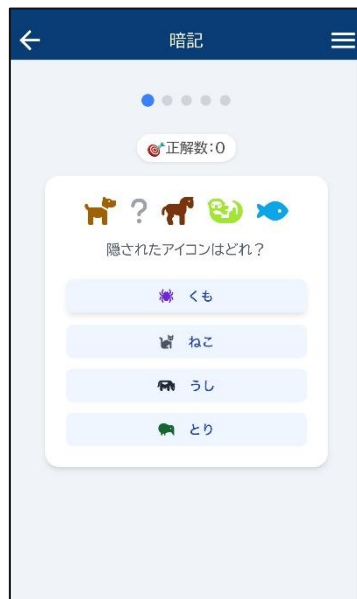 暗記
正解数:0
?
隠されたアイコンはどれ？
くも
ねこ
うし
とり